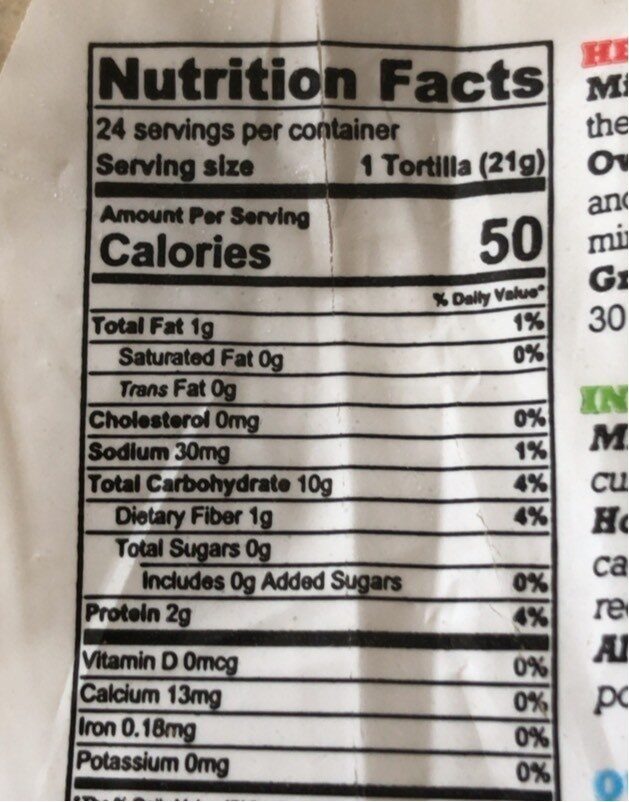 Nutrition Facts
24 servings per container
Serving size 1 Tortilla (21g)
Amount Per Serving
Calories 50
% Daily Value*
Total Fat 1g 1%
Saturated Fat 0g 0%
Trans Fat 0g
Cholesterol 0mg 0%
Sodium 30mg 1%
Total Carbohydrate 10g 4%
Dietary Fiber 1g 4%
Total Sugars 0g
Includes 0g Added Sugars 0%
Protein 2g 4%
Vitamin D 0mcg 0%
Calcium 13mg 0%
Iron 0.18mg 0%
Potassium 0mg 0%
the
30